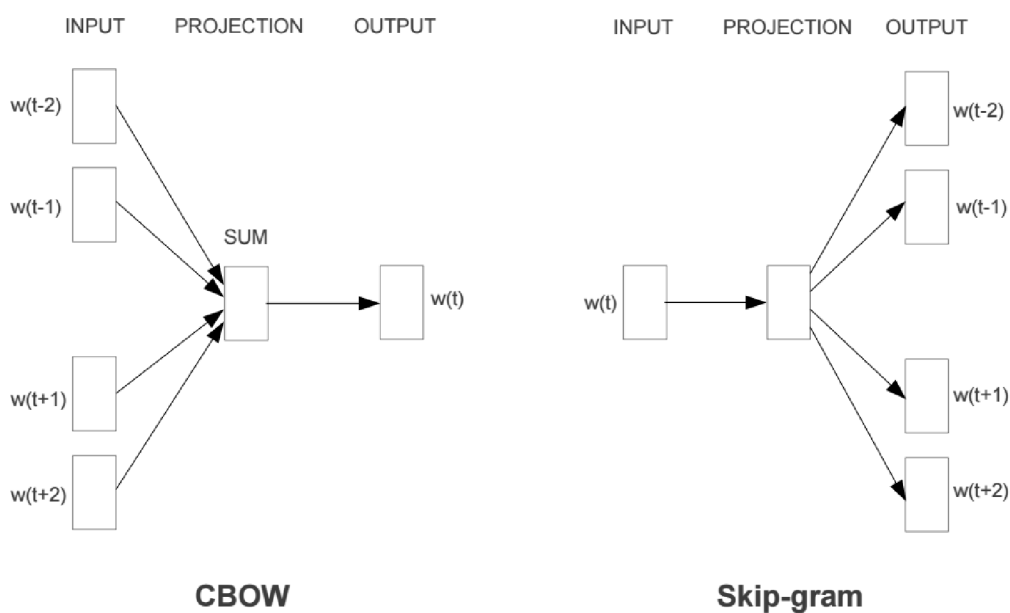 INPUT PROJECTION OUTPUT
w(t-2)
w(t-1)
SUM
w(t)
w(t+1)
w(t+2)
CBOW
INPUT PROJECTION OUTPUT
w(t-2)
w(t-1)
w(t)
w(t+1)
w(t+2)
Skip-gram